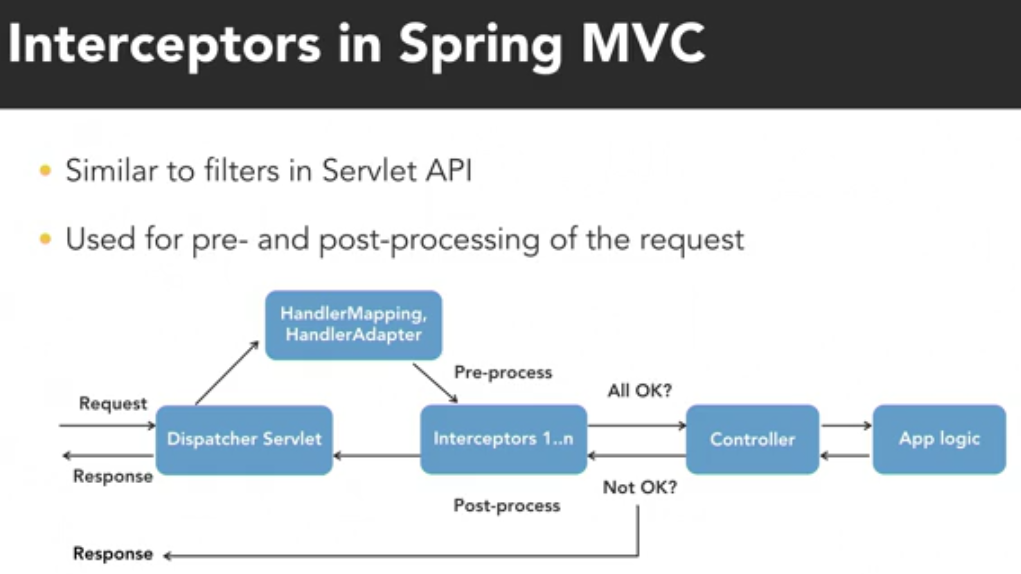 Interceptors in Spring MVC
Similar to filters in Servlet API
Used for pre- and post-processing of the request
HandlerMapping,
HandlerAdapter
Pre-process
All OK?
Request
Dispatcher Servlet
Interceptors 1..n
Controller
App logic
Response
Not OK?
Post-process
Response